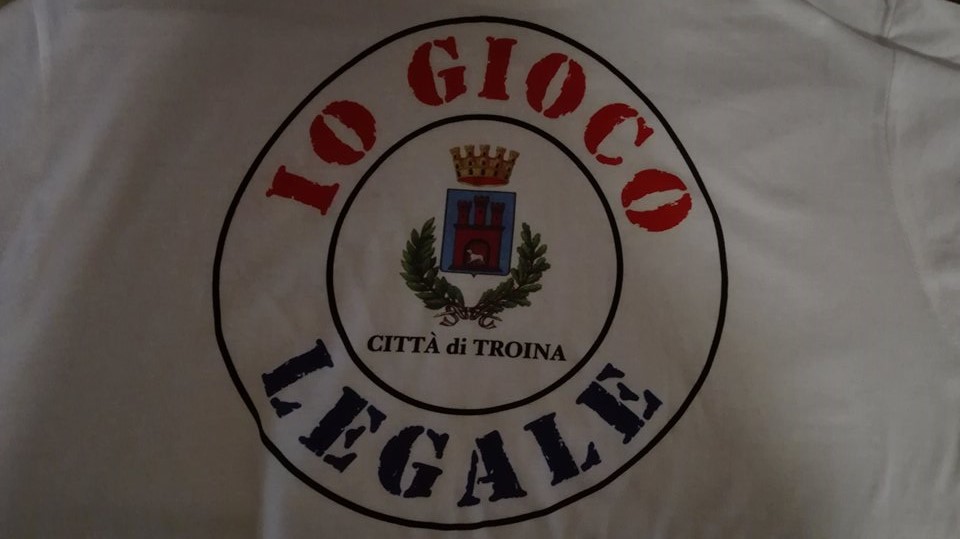 IO GIOCO
CITTÀ di TROINA
LEGALE